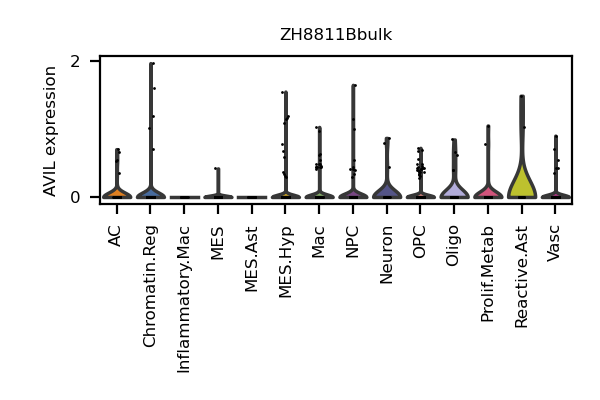 ZH8811Bbulk
AVIL expression
2
0
AC
Chromatin.Reg
Inflammatory.Mac
MES
MES.Ast
MES.Hyp
Mac
NPC
Neuron
OPC
Oligo
Prolif.Metab
Reactive.Ast
Vasc